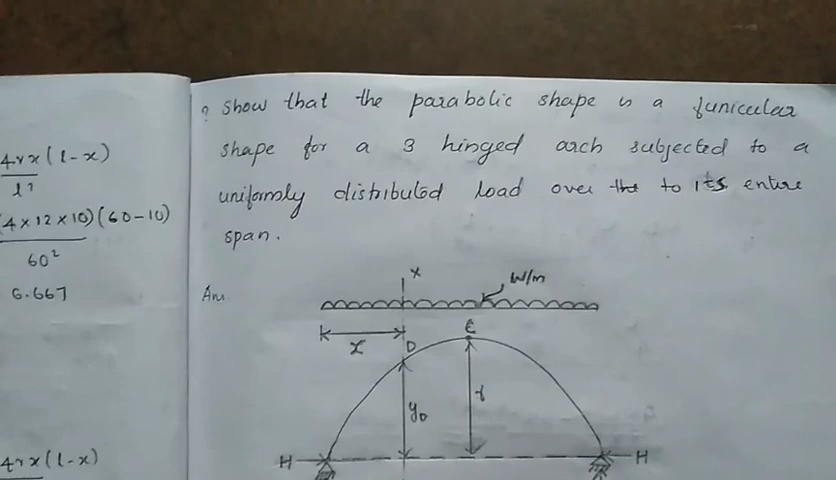 4rx(l-x)
l²
(4×12×10)(60-10)
60²
6.667
4rx(l-x)
? show that the parabolic shape is a funicular
shape for a 3 hinged arch subjected to a
uniformly distributed load over the to its entire
span.
Ans.
x
W/m
x
D
C
y_D
r
H
H